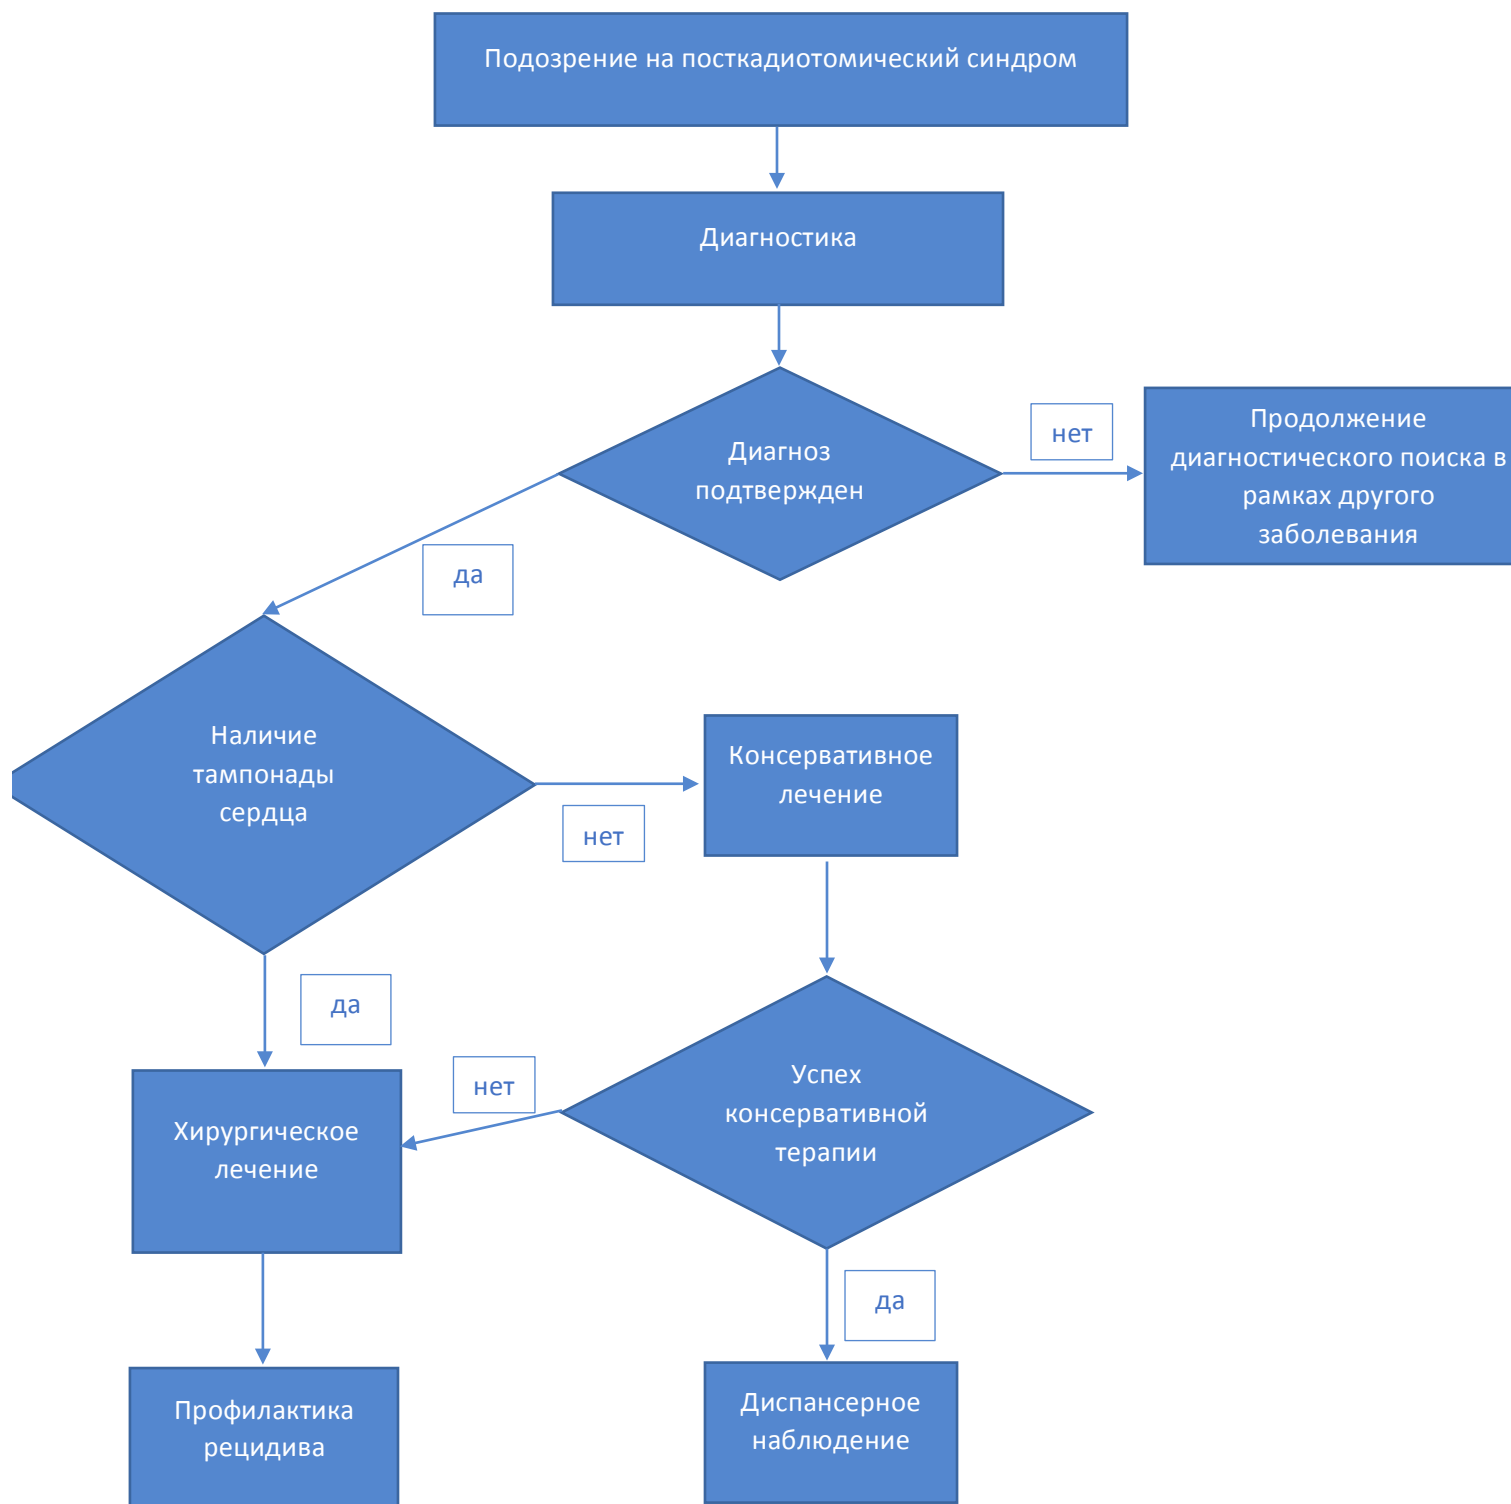 Подозрение на посткадиотомический синдром
Диагностика
Диагноз
подтвержден
нет
Продолжение
диагностического поиска в
рамках другого
заболевания
да
Наличие
тампонады
сердца
нет
Консервативное
лечение
да
Успех
консервативной
терапии
нет
Хирургическое
лечение
да
Профилактика
рецидива
Диспансерное
наблюдение